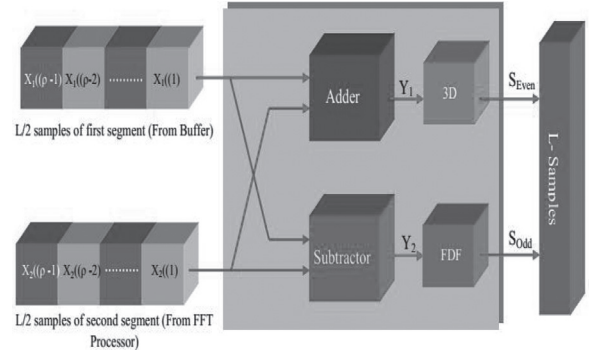 X1((ρ -1) X1((ρ-2) .......... X1((1)
L/2 samples of first segment (From Buffer)
Adder
Y1
3D
SEven
L- Samples
X2((ρ -1) X2((ρ-2) .......... X2((1)
L/2 samples of second segment (From FFT
Processor)
Subtractor
Y2
FDF
SOdd